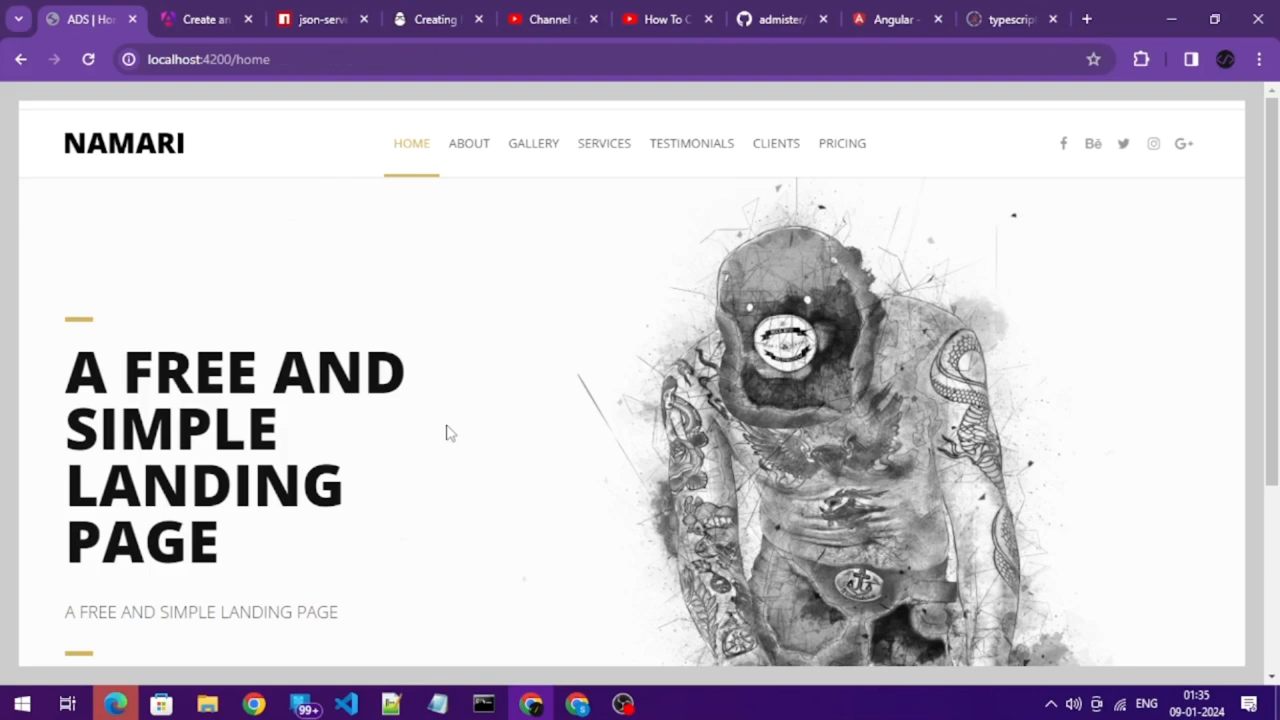 ADS | Ho
Create an
json-serv
Creating
Channel
How To C
admister/
Angular -
typescrip
localhost:4200/home
NAMARI
HOME
ABOUT
GALLERY
SERVICES
TESTIMONIALS
CLIENTS
PRICING
Bē
G+
A FREE AND
SIMPLE
LANDING
PAGE
A FREE AND SIMPLE LANDING PAGE
99+
ENG
01:35
09-01-2024